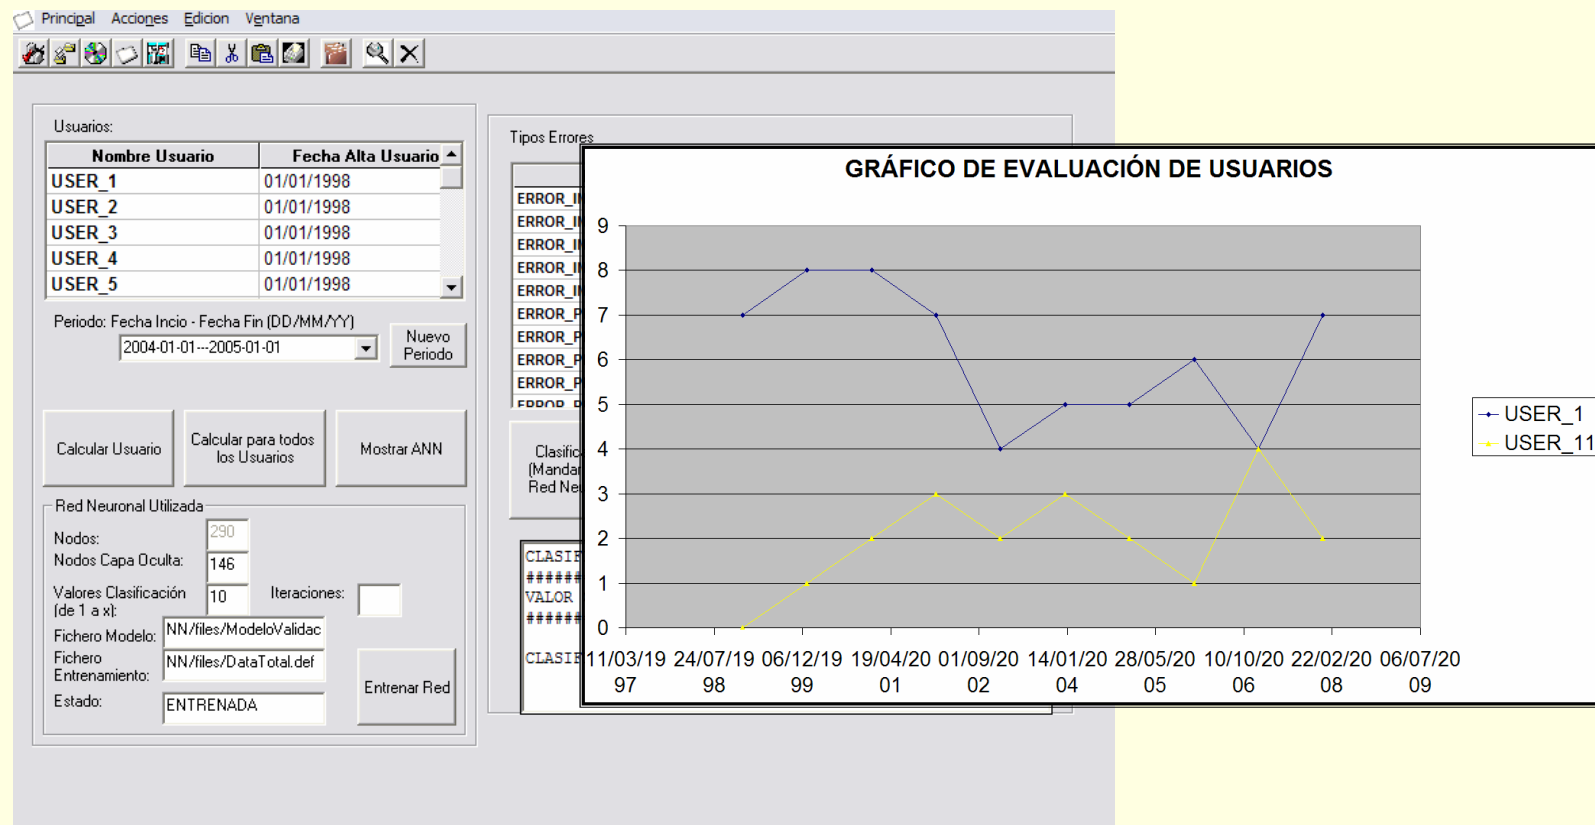 Principal Acciones Edicion Ventana
Usuarios:
Nombre Usuario Fecha Alta Usuario
USER_1 01/01/1998
USER_2 01/01/1998
USER_3 01/01/1998
USER_4 01/01/1998
USER_5 01/01/1998
Periodo: Fecha Incio - Fecha Fin (DD/MM/YY)
2004-01-01---2005-01-01
Nuevo
Periodo
Calcular Usuario
Calcular para todos
los Usuarios
Mostrar ANN
Red Neuronal Utilizada
Nodos: 290
Nodos Capa Oculta: 146
Valores Clasificación
(de 1 a x): 10 Iteraciones:
Fichero Modelo: NN/files/ModeloValidac
Fichero
Entrenamiento: NN/files/DataTotal.def
Estado: ENTRENADA
Entrenar Red
Tipos Errores
ERROR_I
ERROR_I
ERROR_I
ERROR_I
ERROR_I
ERROR_P
ERROR_P
ERROR_P
ERROR_P
ERROR_P
Clasific
(Mandar
Red Ne
CLASIF
######
VALOR
######
CLASIF
GRÁFICO DE EVALUACIÓN DE USUARIOS
9
8
7
6
5
4
3
2
1
0
11/03/19 24/07/19 06/12/19 19/04/20 01/09/20 14/01/20 28/05/20 10/10/20 22/02/20 06/07/20
97 98 99 01 02 04 05 06 08 09
USER_1
USER_11